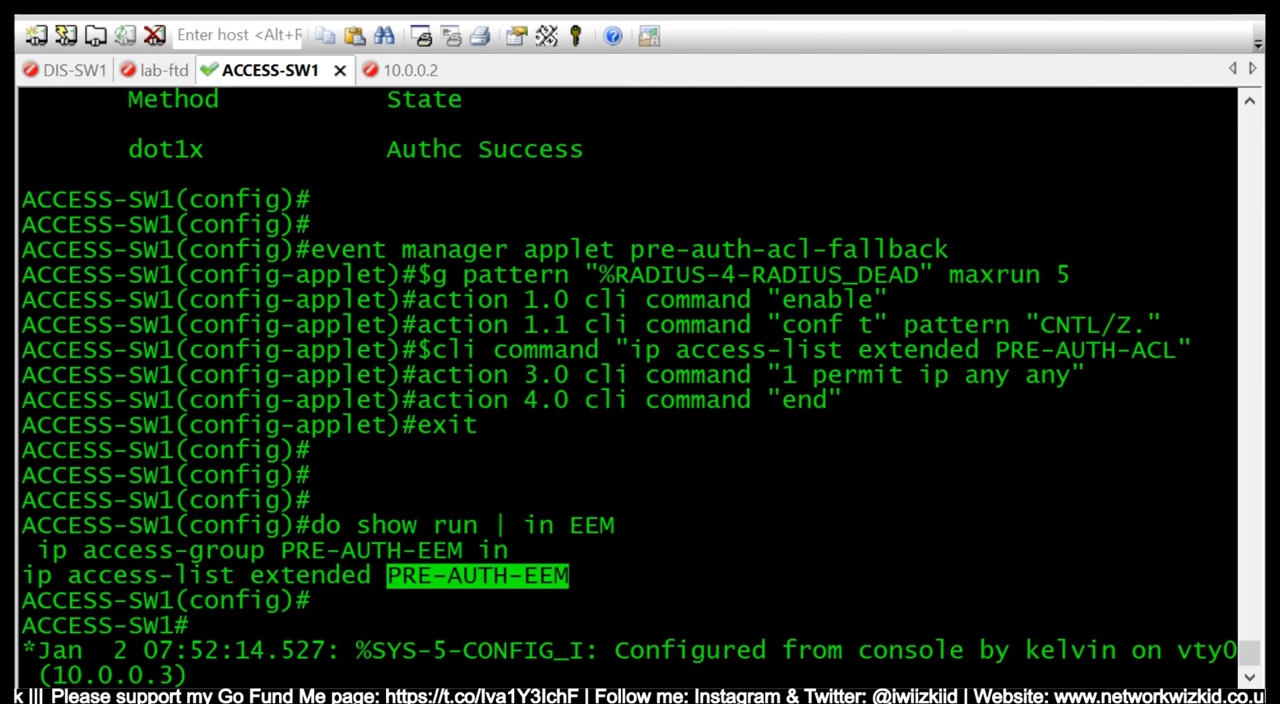 Enter host <Alt+R
DIS-SW1 lab-ftd ACCESS-SW1 10.0.0.2
Method State
dot1x Authc Success
ACCESS-SW1(config)#
ACCESS-SW1(config)#
ACCESS-SW1(config)#event manager applet pre-auth-acl-fallback
ACCESS-SW1(config-applet)#$g pattern "%RADIUS-4-RADIUS_DEAD" maxrun 5
ACCESS-SW1(config-applet)#action 1.0 cli command "enable"
ACCESS-SW1(config-applet)#action 1.1 cli command "conf t" pattern "CNTL/Z."
ACCESS-SW1(config-applet)#$cli command "ip access-list extended PRE-AUTH-ACL"
ACCESS-SW1(config-applet)#action 3.0 cli command "1 permit ip any any"
ACCESS-SW1(config-applet)#action 4.0 cli command "end"
ACCESS-SW1(config-applet)#exit
ACCESS-SW1(config)#
ACCESS-SW1(config)#
ACCESS-SW1(config)#
ACCESS-SW1(config)#do show run | in EEM
ip access-group PRE-AUTH-EEM in
ip access-list extended PRE-AUTH-EEM
ACCESS-SW1(config)#
ACCESS-SW1#
*Jan  2 07:52:14.527: %SYS-5-CONFIG_I: Configured from console by kelvin on vty0
(10.0.0.3)
k ||| Please support my Go Fund Me page: https://t.co/Iva1Y3IchF | Follow me: Instagram & Twitter: @iwiizkiid | Website: www.networkwizkid.co.u